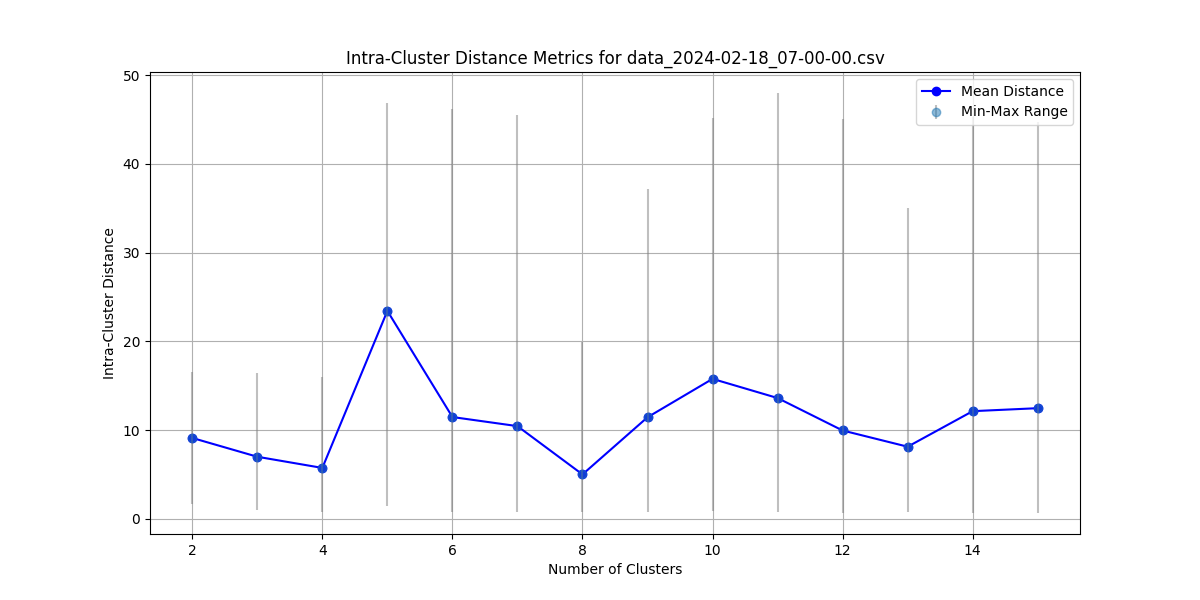 Intra-Cluster Distance Metrics for data_2024-02-18_07-00-00.csv
Mean Distance
Min-Max Range
Intra-Cluster Distance
50
40
30
20
10
0
2 4 6 8 10 12 14
Number of Clusters